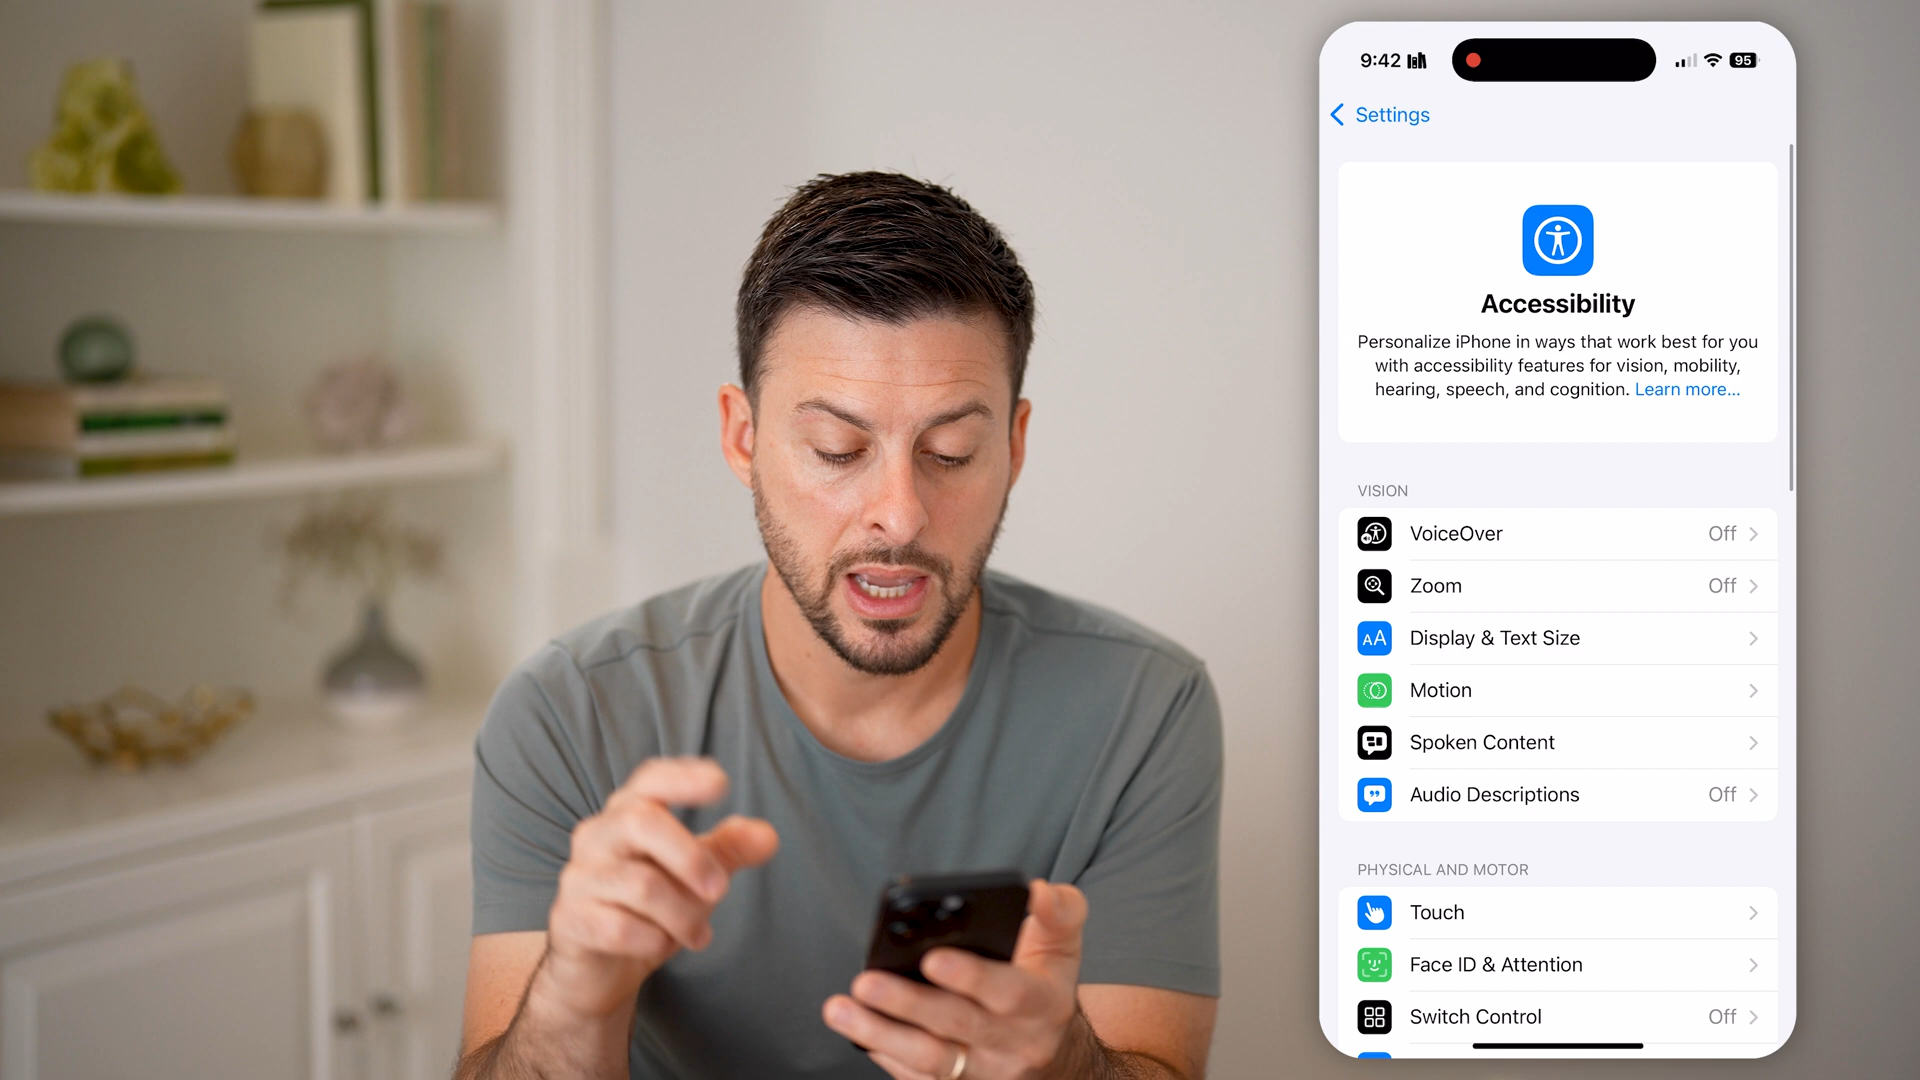 9:42
95
Settings
Accessibility
Personalize iPhone in ways that work best for you
with accessibility features for vision, mobility,
hearing, speech, and cognition. Learn more...
VISION
VoiceOver Off
Zoom Off
AA Display & Text Size
Motion
Spoken Content
Audio Descriptions Off
PHYSICAL AND MOTOR
Touch
Face ID & Attention
Switch Control Off